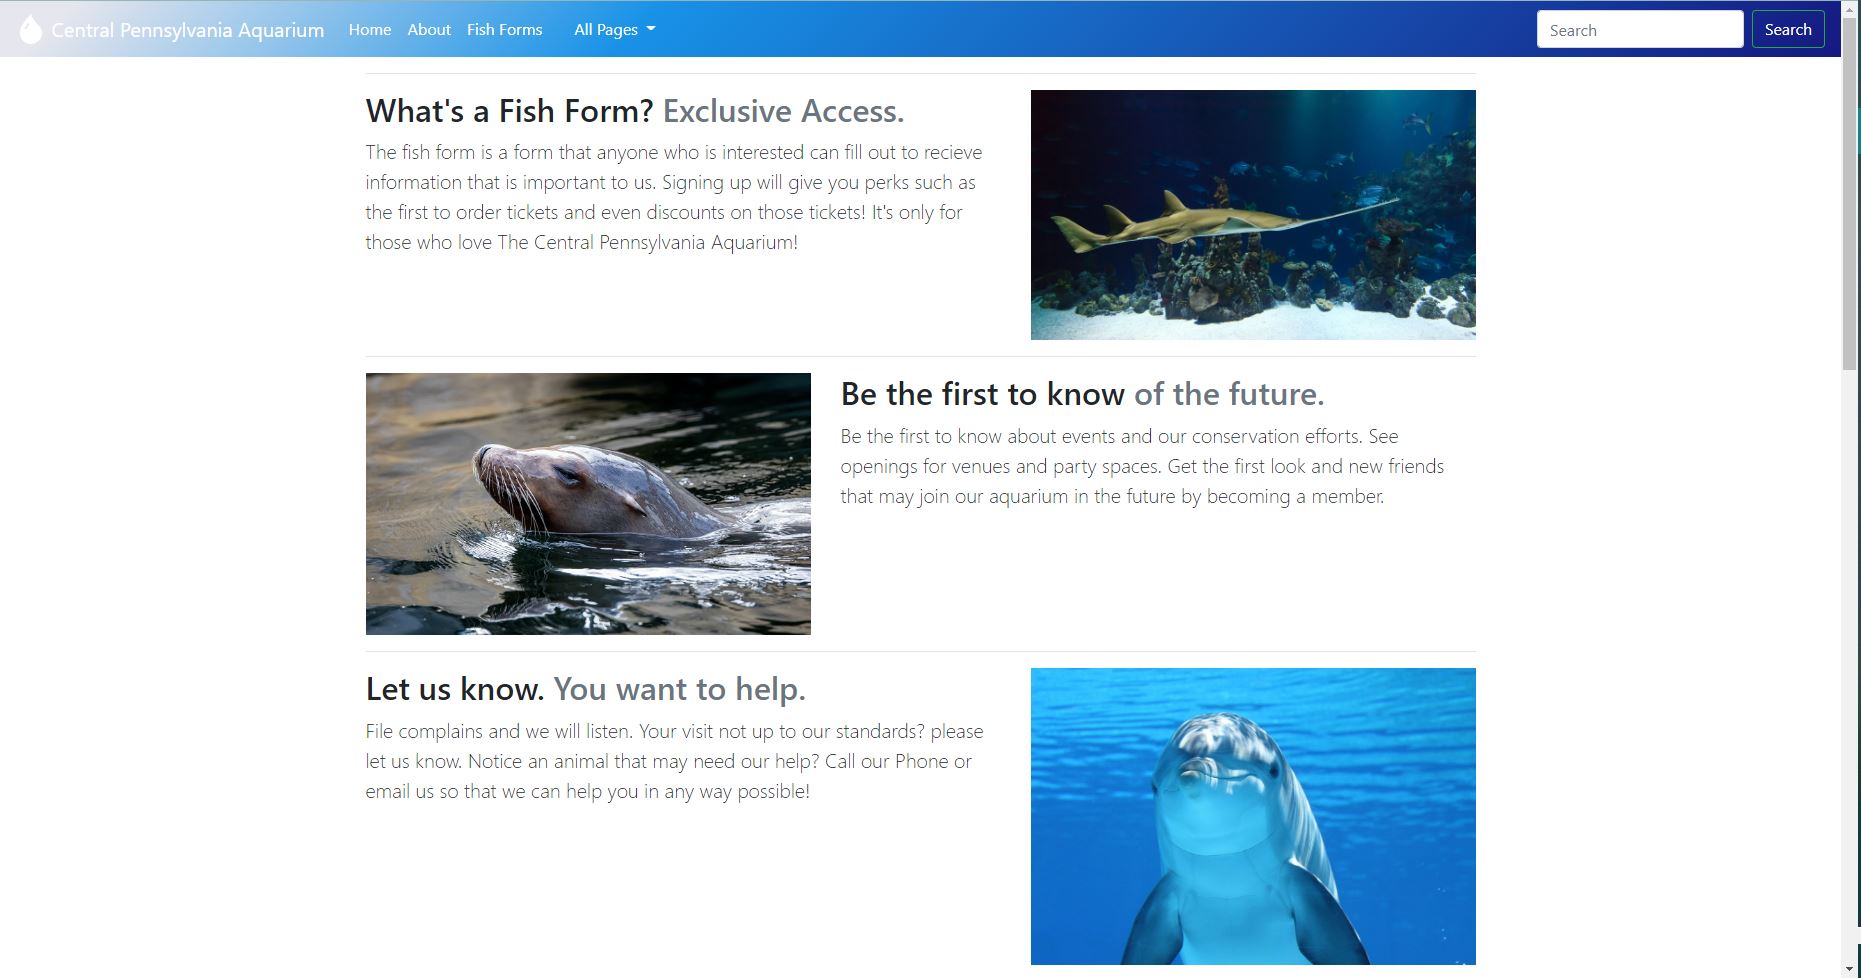 Central Pennsylvania Aquarium Home About Fish Forms All Pages Search Search
What's a Fish Form? Exclusive Access.
The fish form is a form that anyone who is interested can fill out to recieve
information that is important to us. Signing up will give you perks such as
the first to order tickets and even discounts on those tickets! It's only for
those who love The Central Pennsylvania Aquarium!
Be the first to know of the future.
Be the first to know about events and our conservation efforts. See
openings for venues and party spaces. Get the first look and new friends
that may join our aquarium in the future by becoming a member.
Let us know. You want to help.
File complains and we will listen. Your visit not up to our standards? please
let us know. Notice an animal that may need our help? Call our Phone or
email us so that we can help you in any way possible!